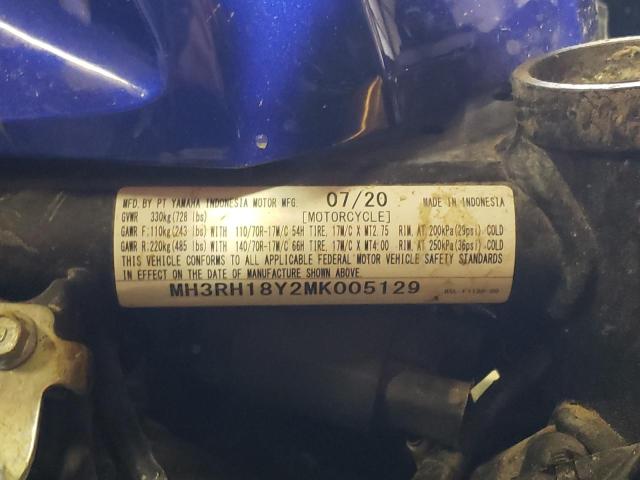 MFD. BY PT YAMAHA INDONESIA MOTOR MFG. 07/20 MADE IN INDONESIA
GVWR 330kg(728 lbs) [MOTORCYCLE]
GAWR F:110kg(243 lbs) WITH 110/70R-17M/C 54H TIRE, 17M/C X MT2.75 RIM, AT 200kPa(29psi) COLD
GAWR R:220kg(485 lbs) WITH 140/70R-17M/C 66H TIRE, 17M/C X MT4.00 RIM, AT 250kPa(36psi) COLD
THIS VEHICLE CONFORMS TO ALL APPLICABLE FEDERAL MOTOR VEHICLE SAFETY STANDARDS
IN EFFECT ON THE DATE OF MANUFACTURE SHOWN ABOVE.
MH3RH18Y2MK005129